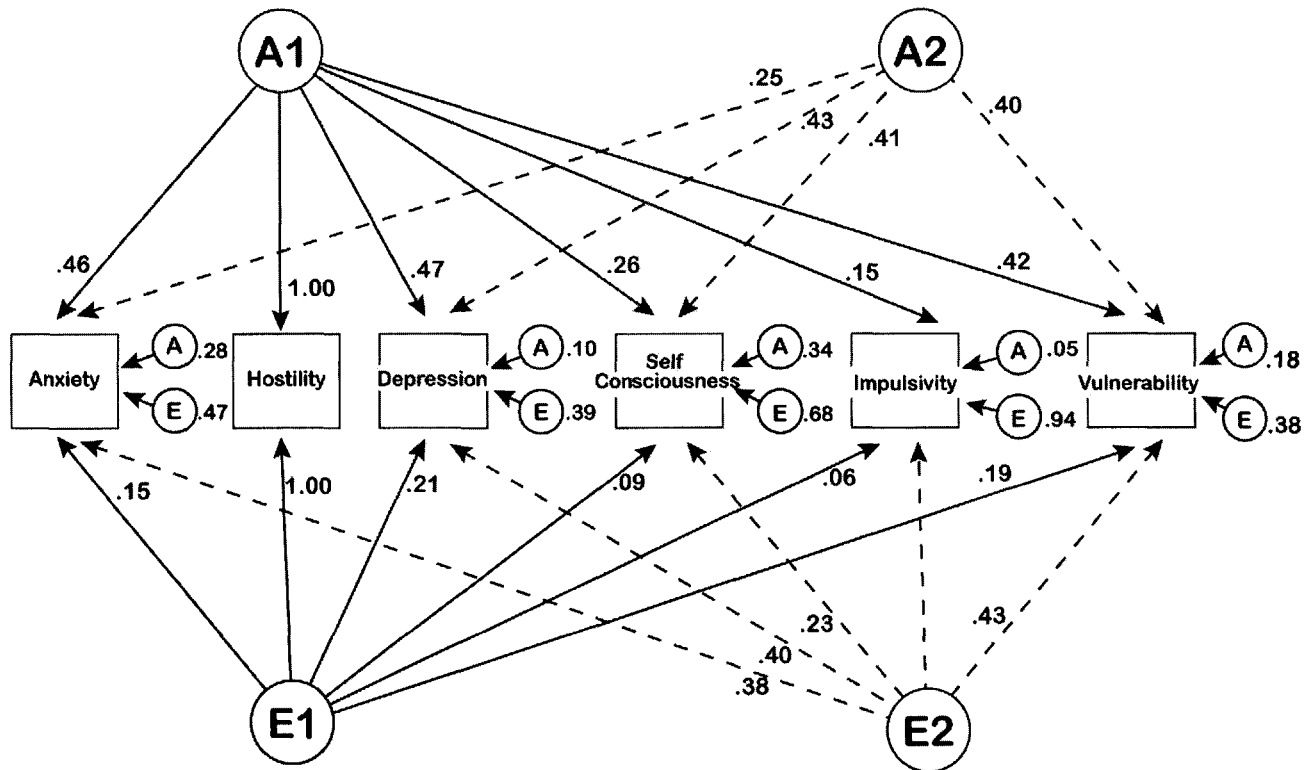 A1
A2
.25
.40
.43
.41
.46
.47
.26
.15
.42
1.00
Anxiety
A
.28
E
.47
Hostility
Depression
A
.10
E
.39
Self
Consciousness
A
.34
E
.68
Impulsivity
A
.05
E
.94
Vulnerability
A
.18
E
.38
.15
1.00
.21
.09
.06
.19
.23
.43
.40
.38
E1
E2